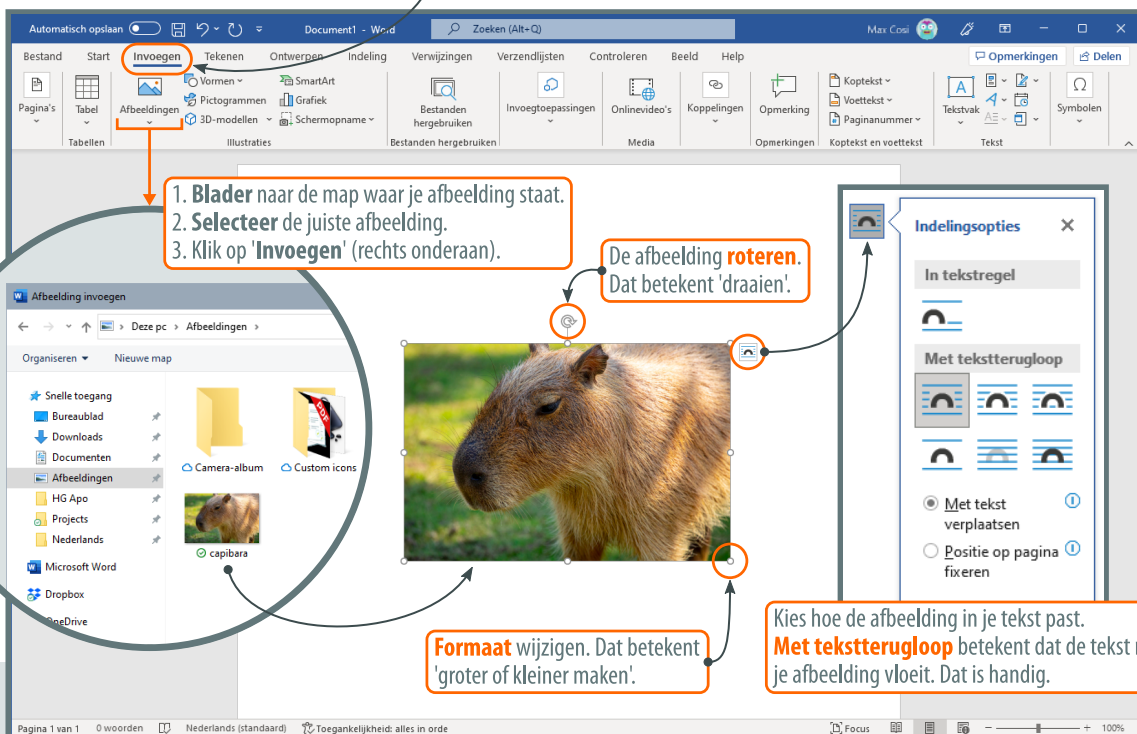 Automatisch opslaan
Document1 - Word
Zoeken (Alt+Q)
Max Cosi
Bestand Start Invoegen Tekenen Ontwerpen Indeling Verwijzingen Verzendlijsten Controleren Beeld Help Opmerkingen Delen
Pagina's
Tabel
Tabellen
Afbeeldingen
Vormen
Pictogrammen
3D-modellen
SmartArt
Grafiek
Schermopname
Illustraties
Bestanden
hergebruiken
Bestanden hergebruiken
Invoegtoepassingen
Onlinevideo's
Media
Koppelingen
Opmerking
Opmerkingen
Koptekst
Voettekst
Paginanummer
Koptekst en voettekst
Tekstvak
Tekst
Symbolen
1. Blader naar de map waar je afbeelding staat.
2. Selecteer de juiste afbeelding.
3. Klik op 'Invoegen' (rechts onderaan).
De afbeelding roteren.
Dat betekent 'draaien'.
Indelingsopties
In tekstregel
Met tekstterugloop
Met tekst
verplaatsen
Positie op pagina
fixeren
Afbeelding invoegen
Deze pc > Afbeeldingen >
Organiseren Nieuwe map
Snelle toegang
Bureaublad
Downloads
Documenten
Afbeeldingen
HG Apo
Projects
Nederlands
Microsoft Word
Dropbox
OneDrive
Camera-album
PDF
Custom icons
capibara
Formaat wijzigen. Dat betekent
'groter of kleiner maken'.
Kies hoe de afbeelding in je tekst past.
Met tekstterugloop betekent dat de tekst
je afbeelding vloeit. Dat is handig.
Pagina 1 van 1 0 woorden Nederlands (standaard) Toegankelijkheid: alles in orde Focus 100%